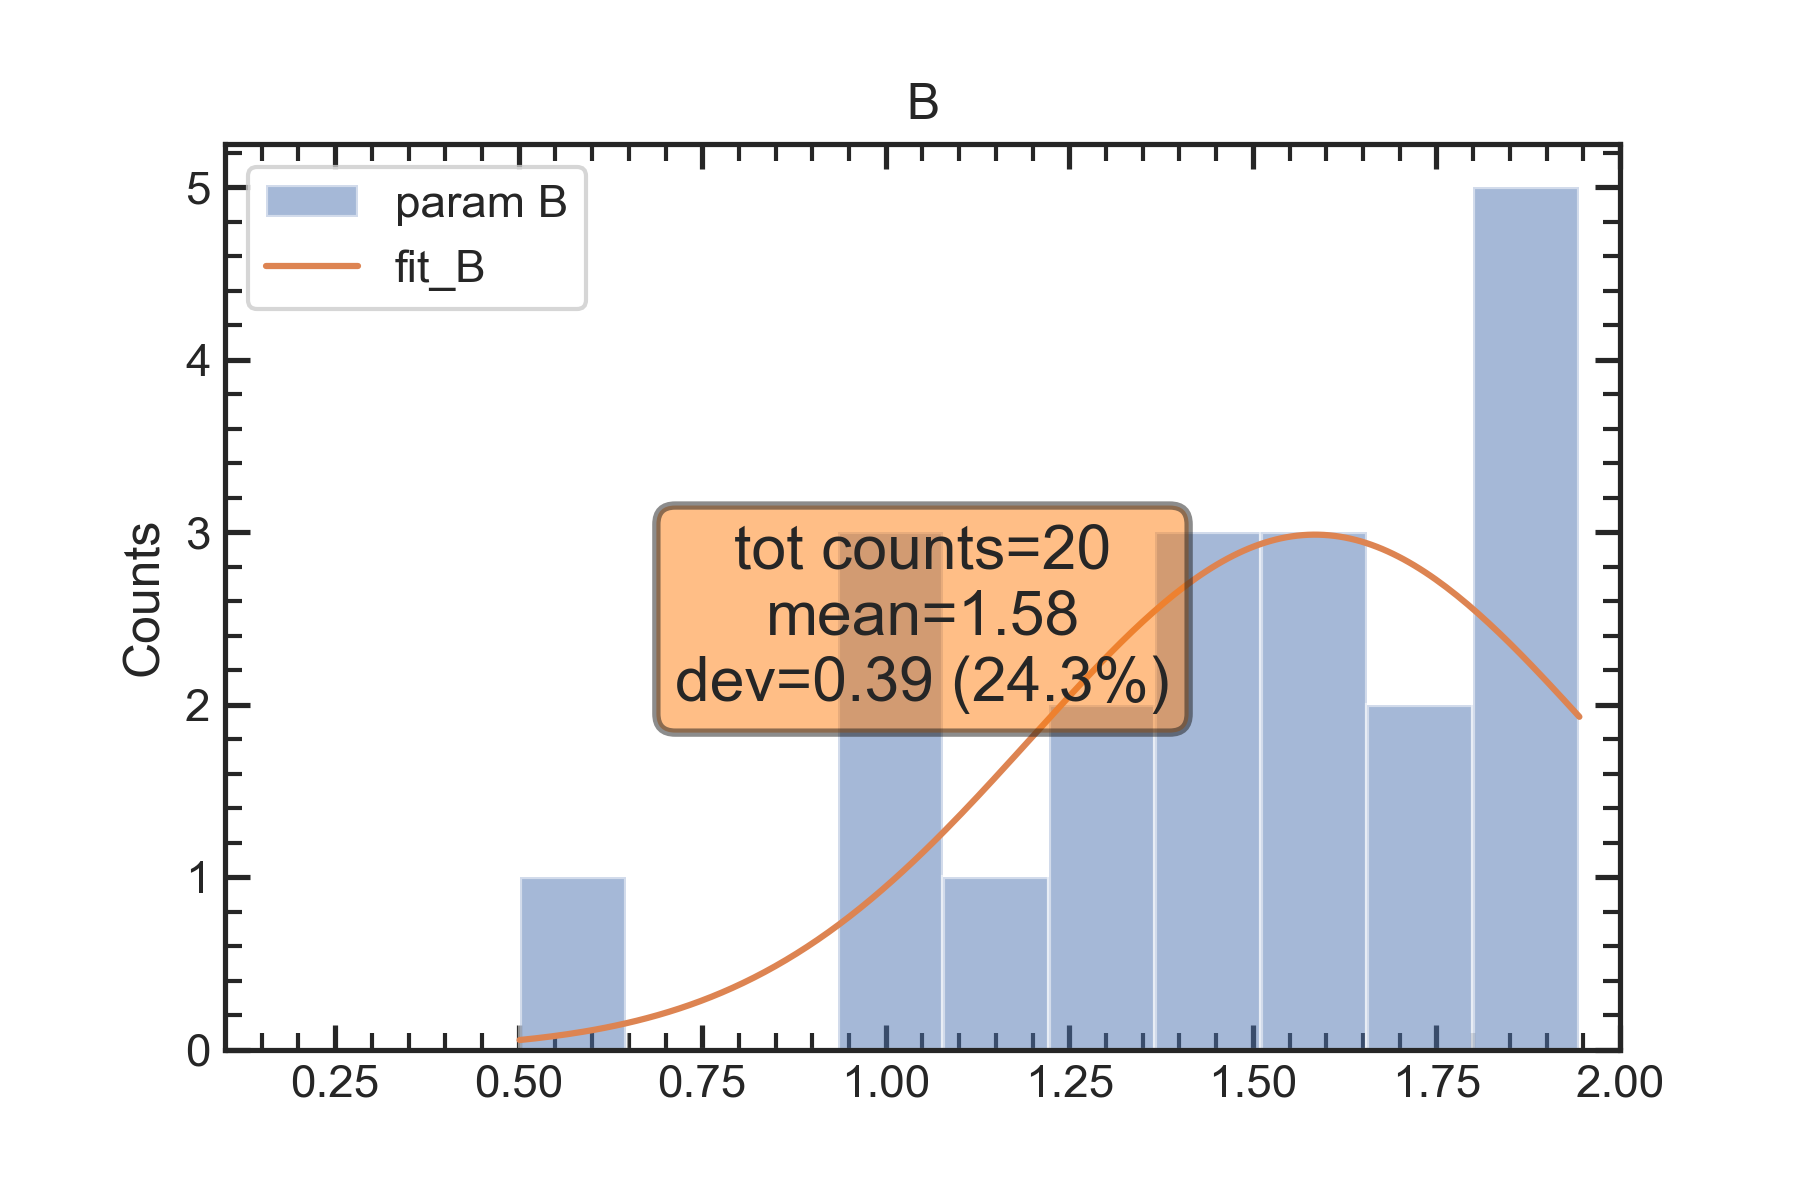 B
param B
fit_B
tot counts=20
mean=1.58
dev=0.39 (24.3%)
Counts
5
4
3
2
1
0
0.25 0.50 0.75 1.00 1.25 1.50 1.75 2.00